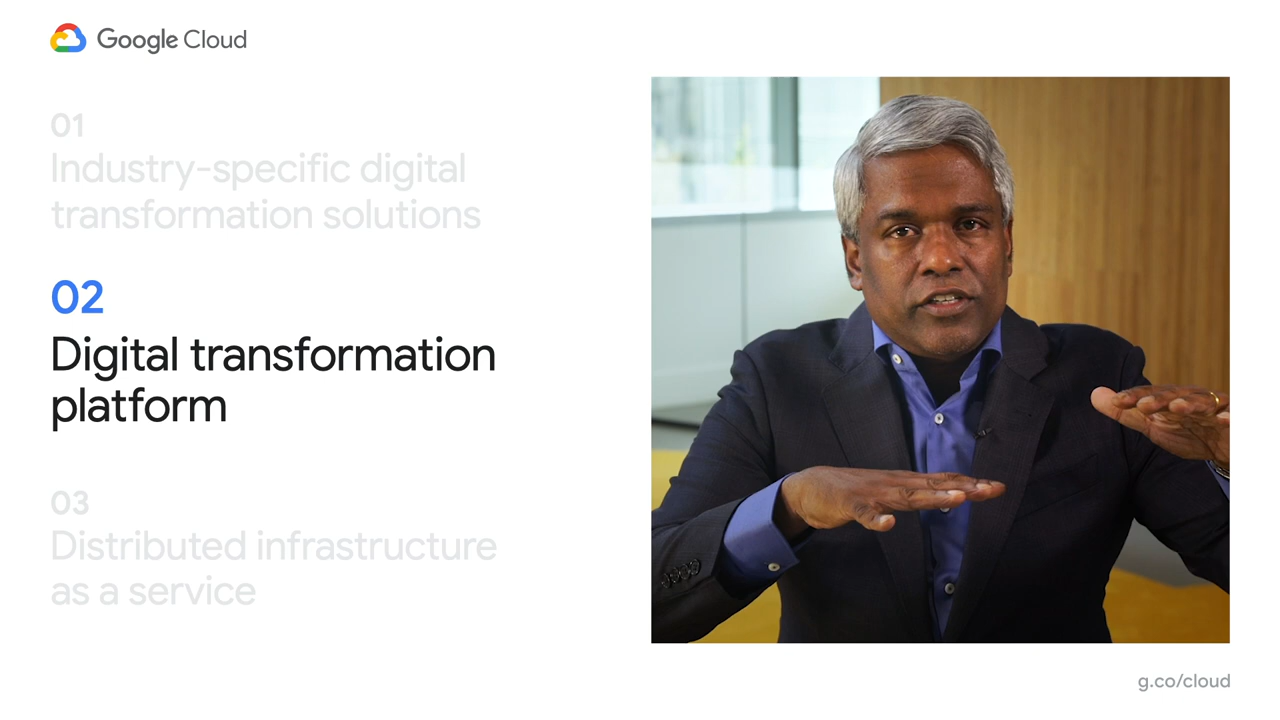 Google Cloud
01
Industry-specific digital
transformation solutions
02
Digital transformation
platform
03
Distributed infrastructure
as a service
g.co/cloud